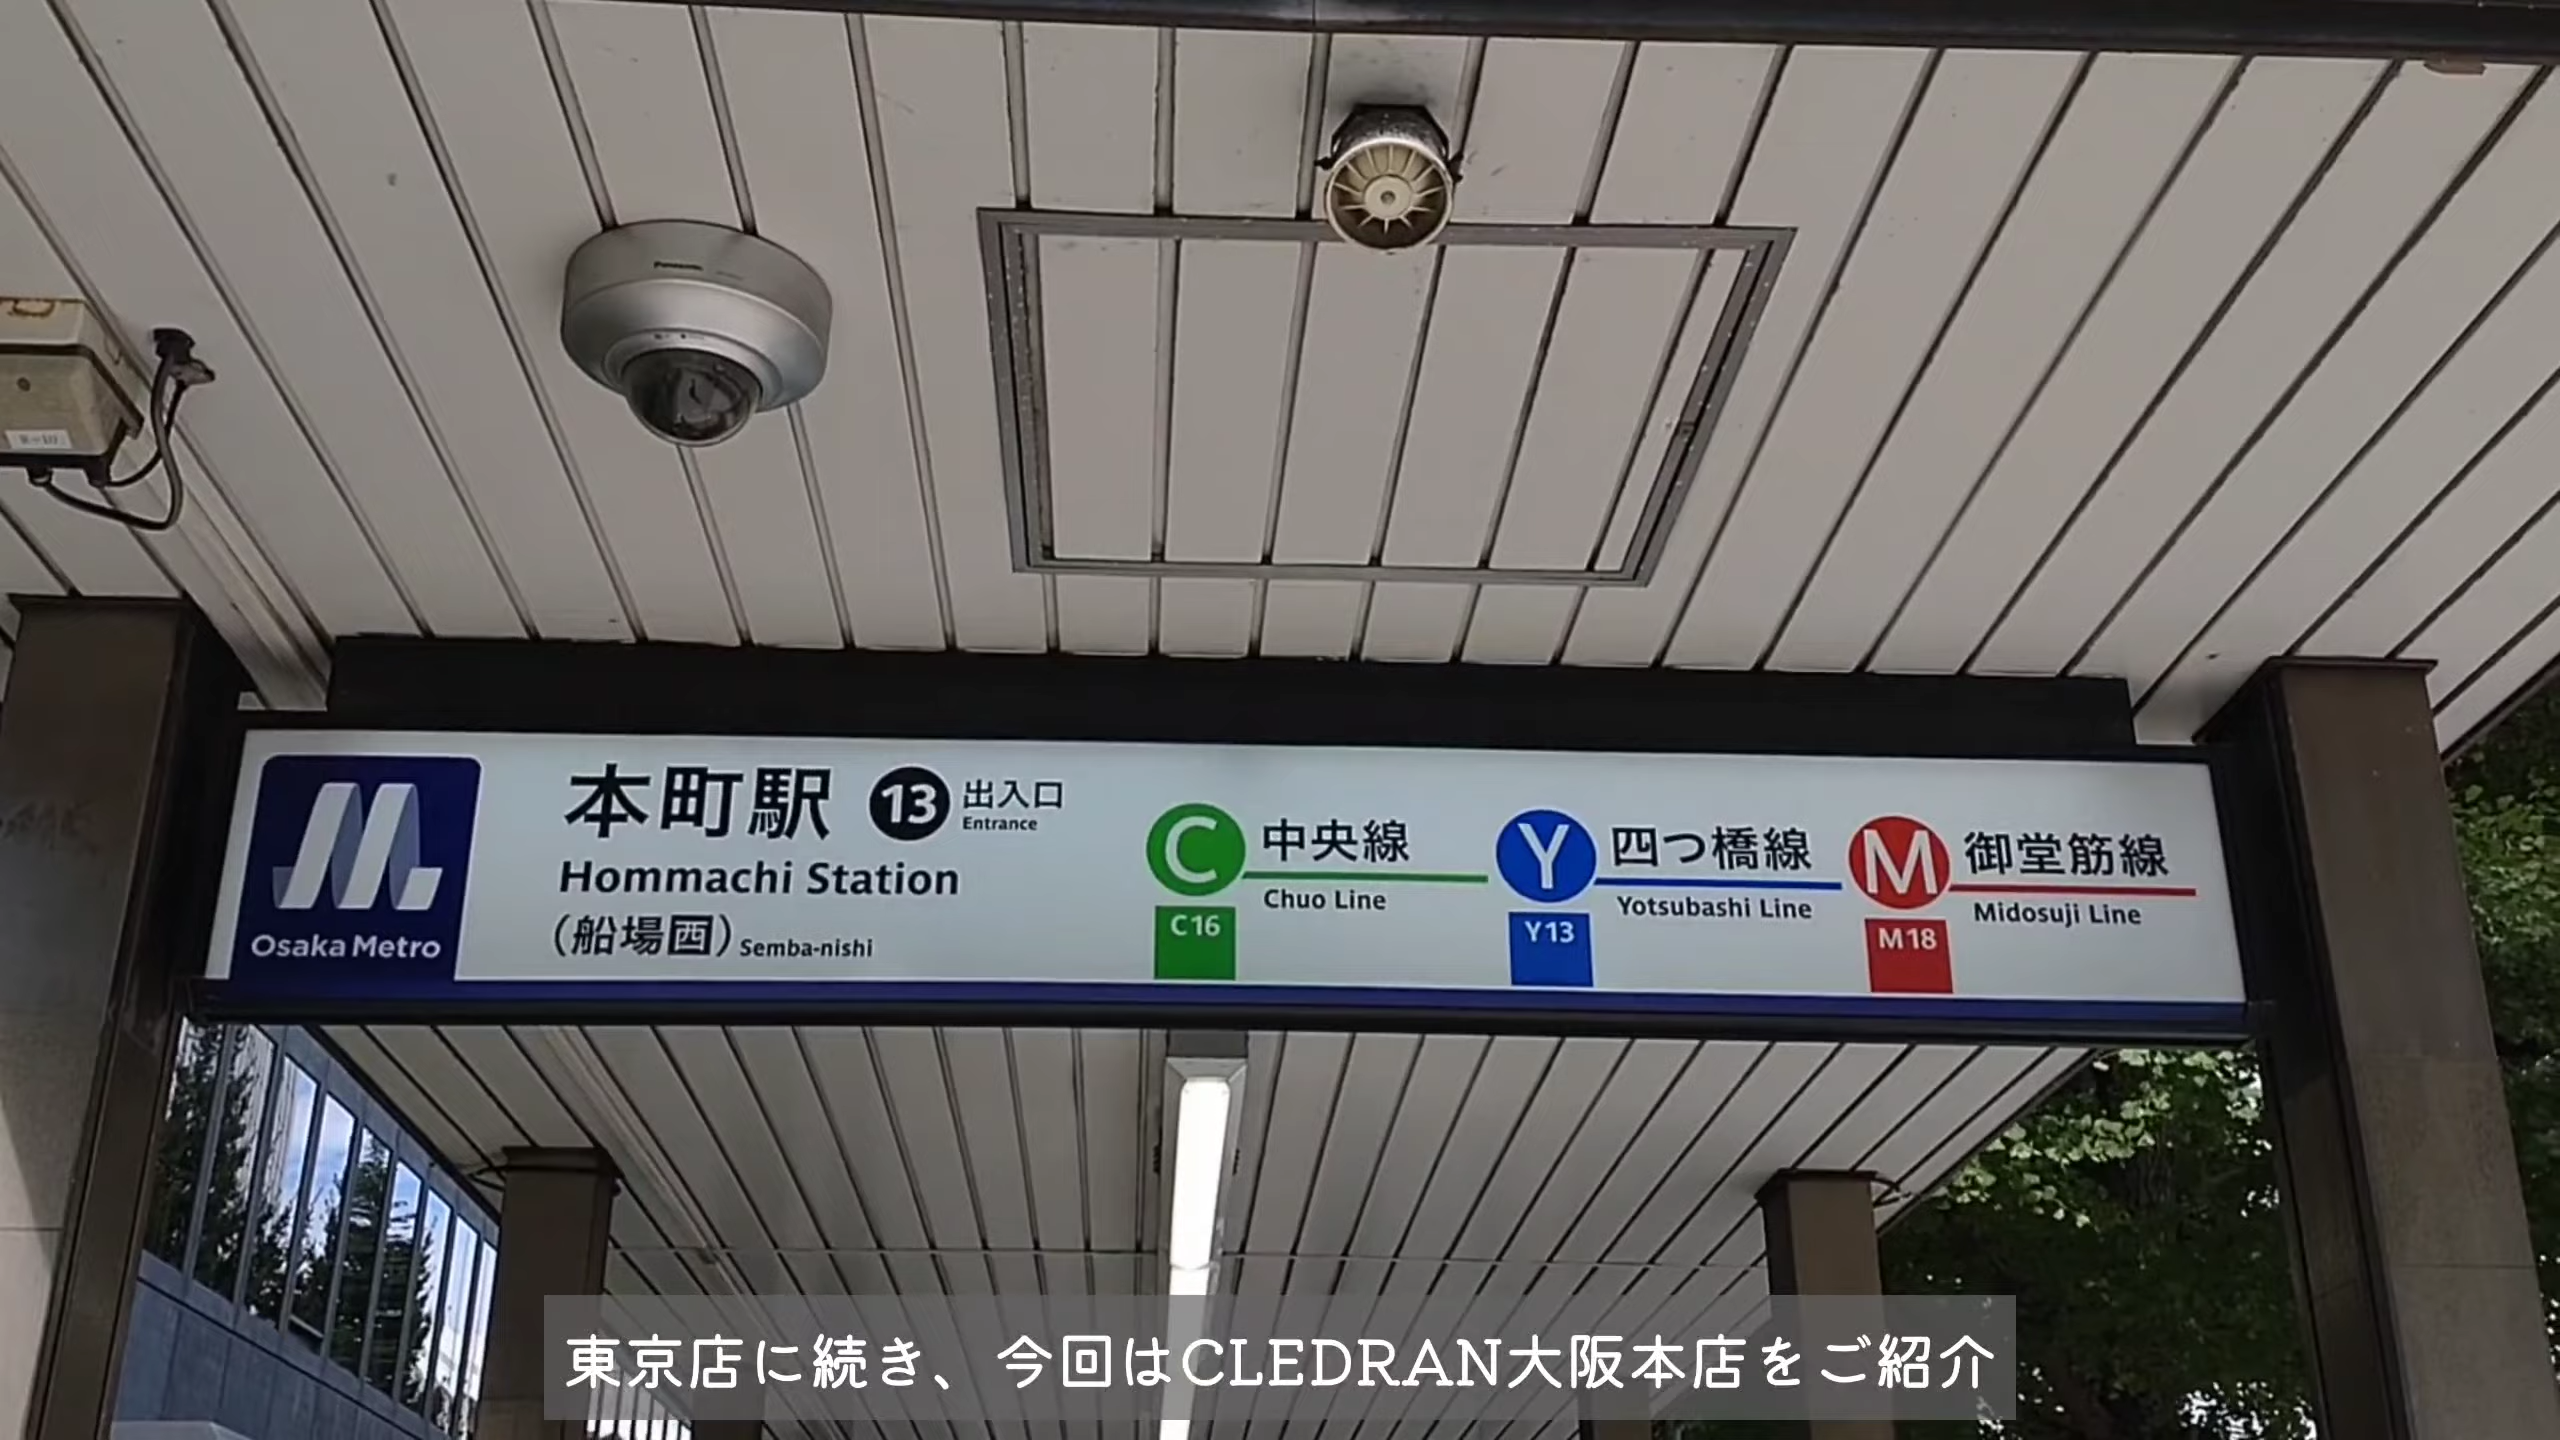 Panasonic
本町駅 13 出入口
Entrance
Hommachi Station
(船場西) Semba-nishi
Osaka Metro
C 中央線
Chuo Line
C16
Y 四つ橋線
Yotsubashi Line
Y13
M 御堂筋線
Midosuji Line
M18
東京店に続き、今回はCLEDRAN大阪本店をご紹介